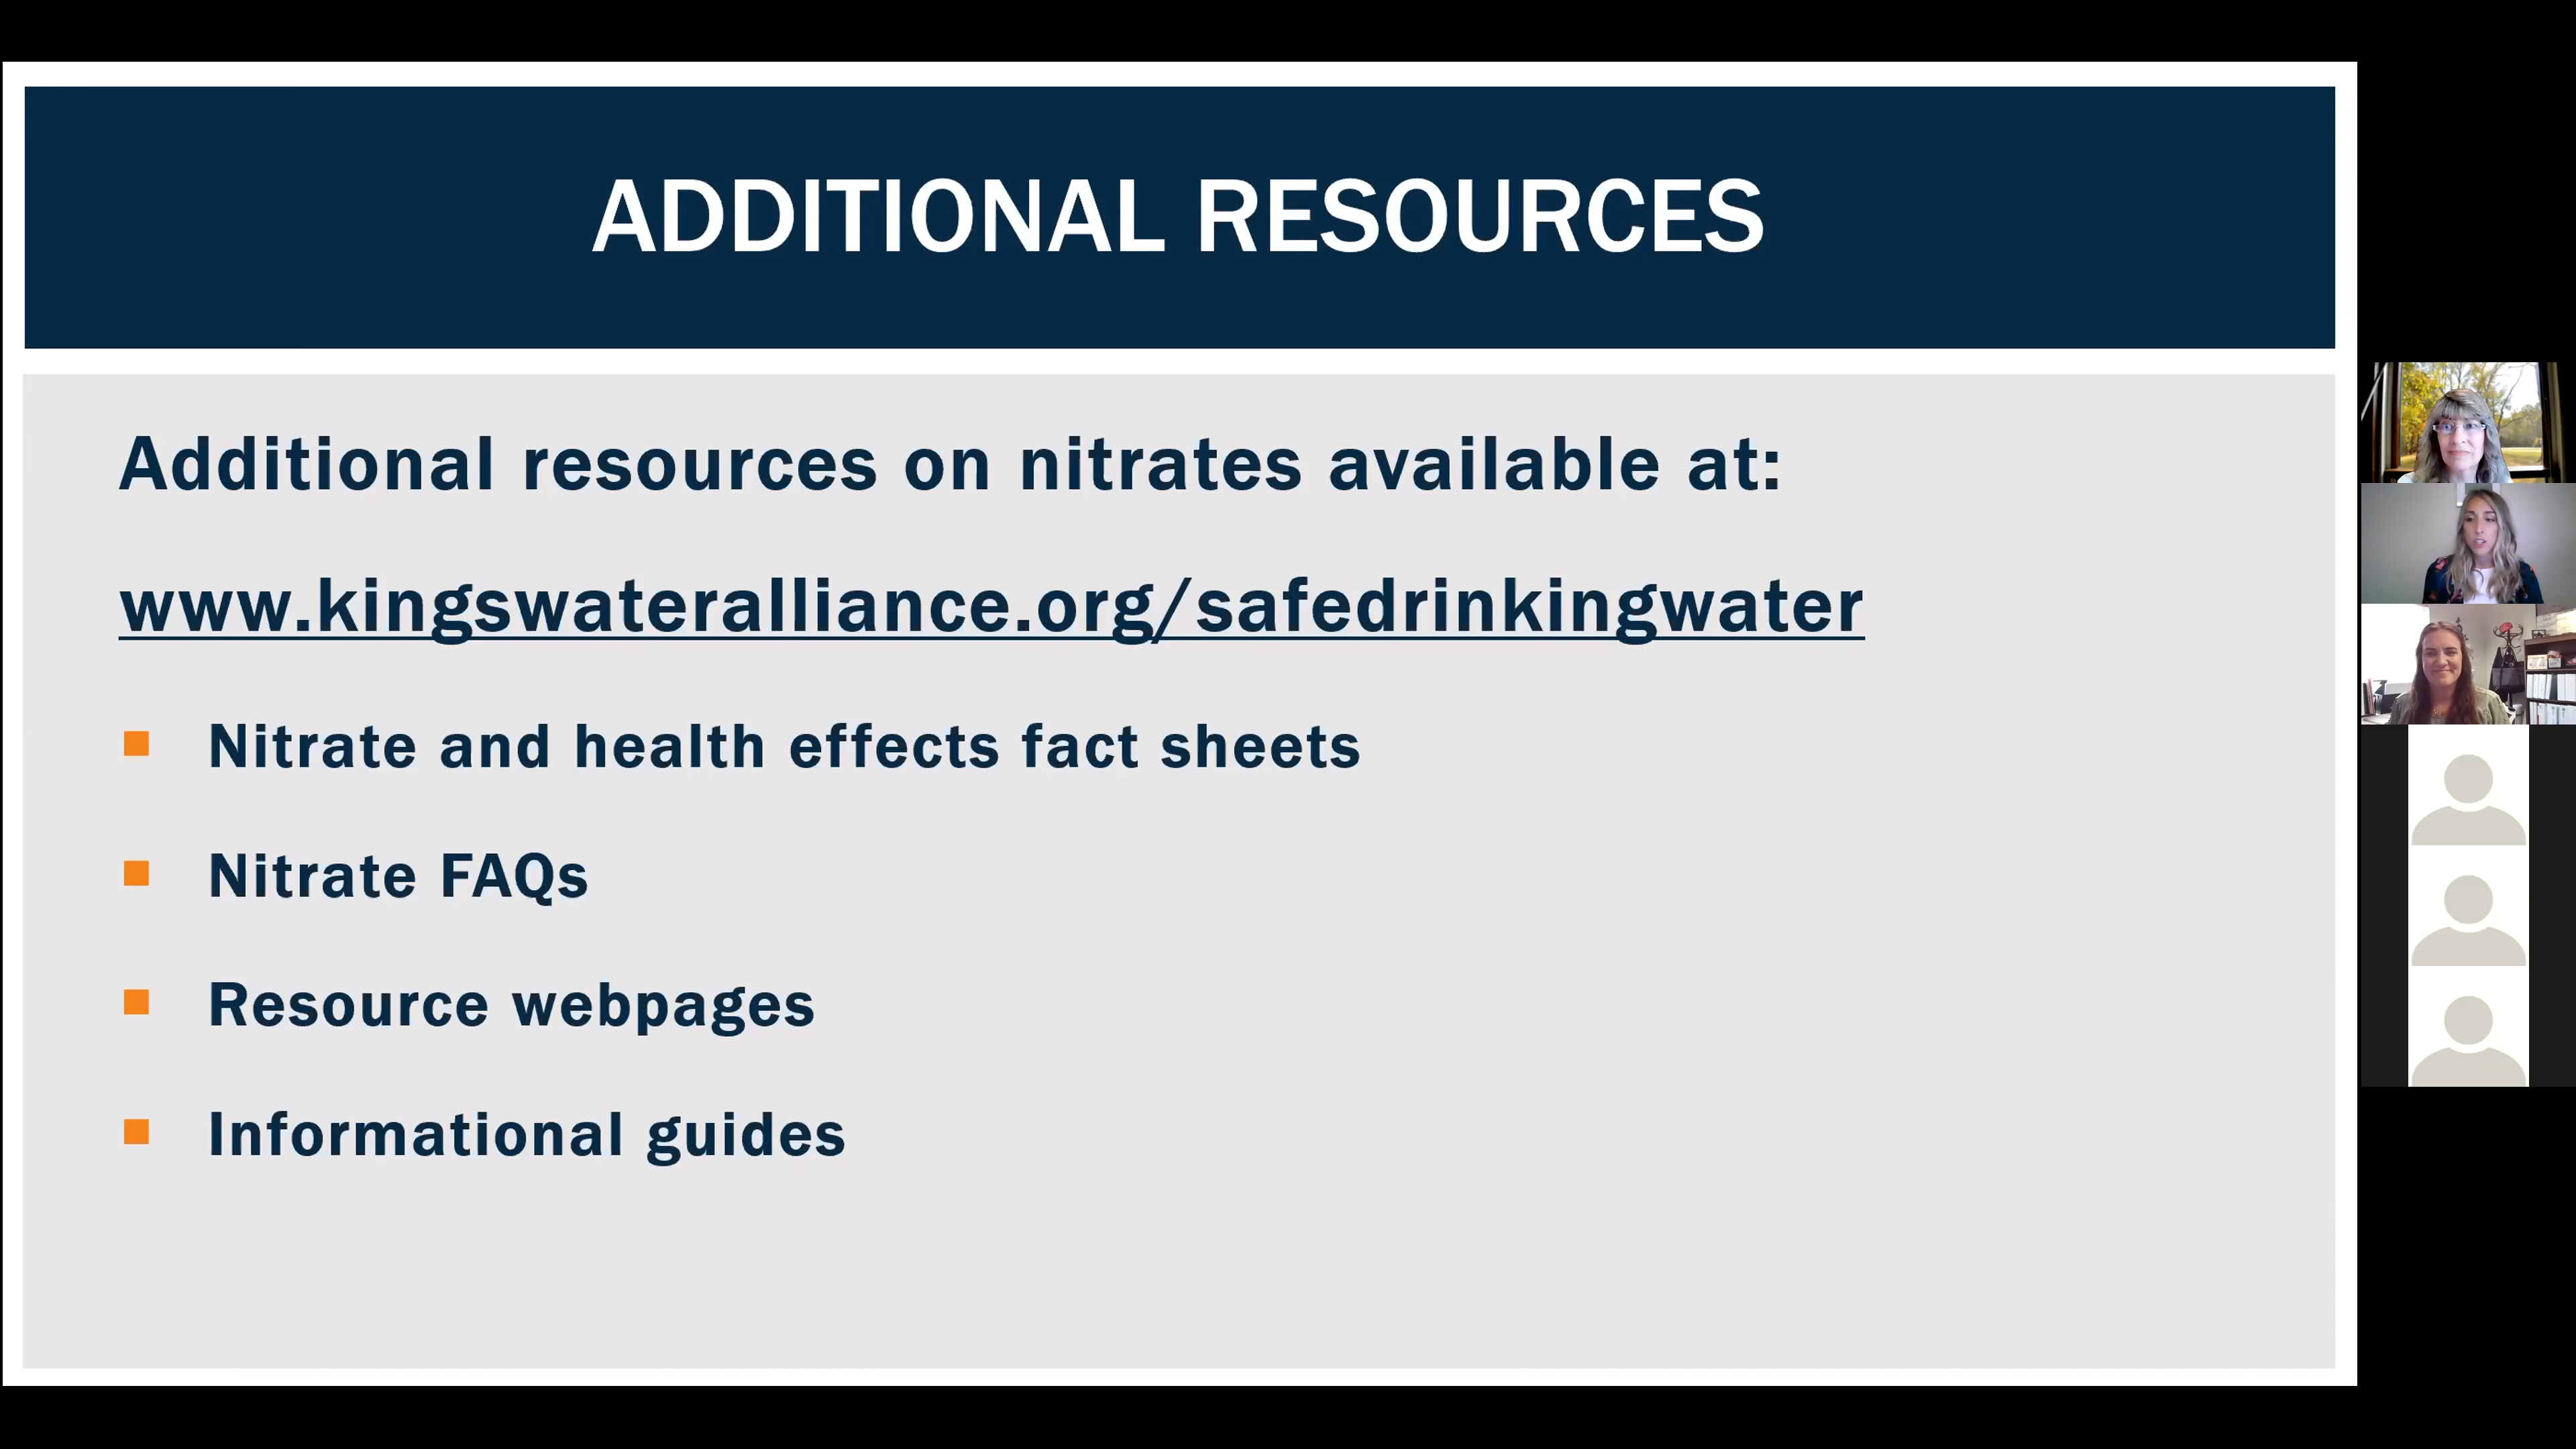 ADDITIONAL RESOURCES
Additional resources on nitrates available at:
www.kingswateralliance.org/safedrinkingwater
Nitrate and health effects fact sheets
Nitrate FAQs
Resource webpages
Informational guides